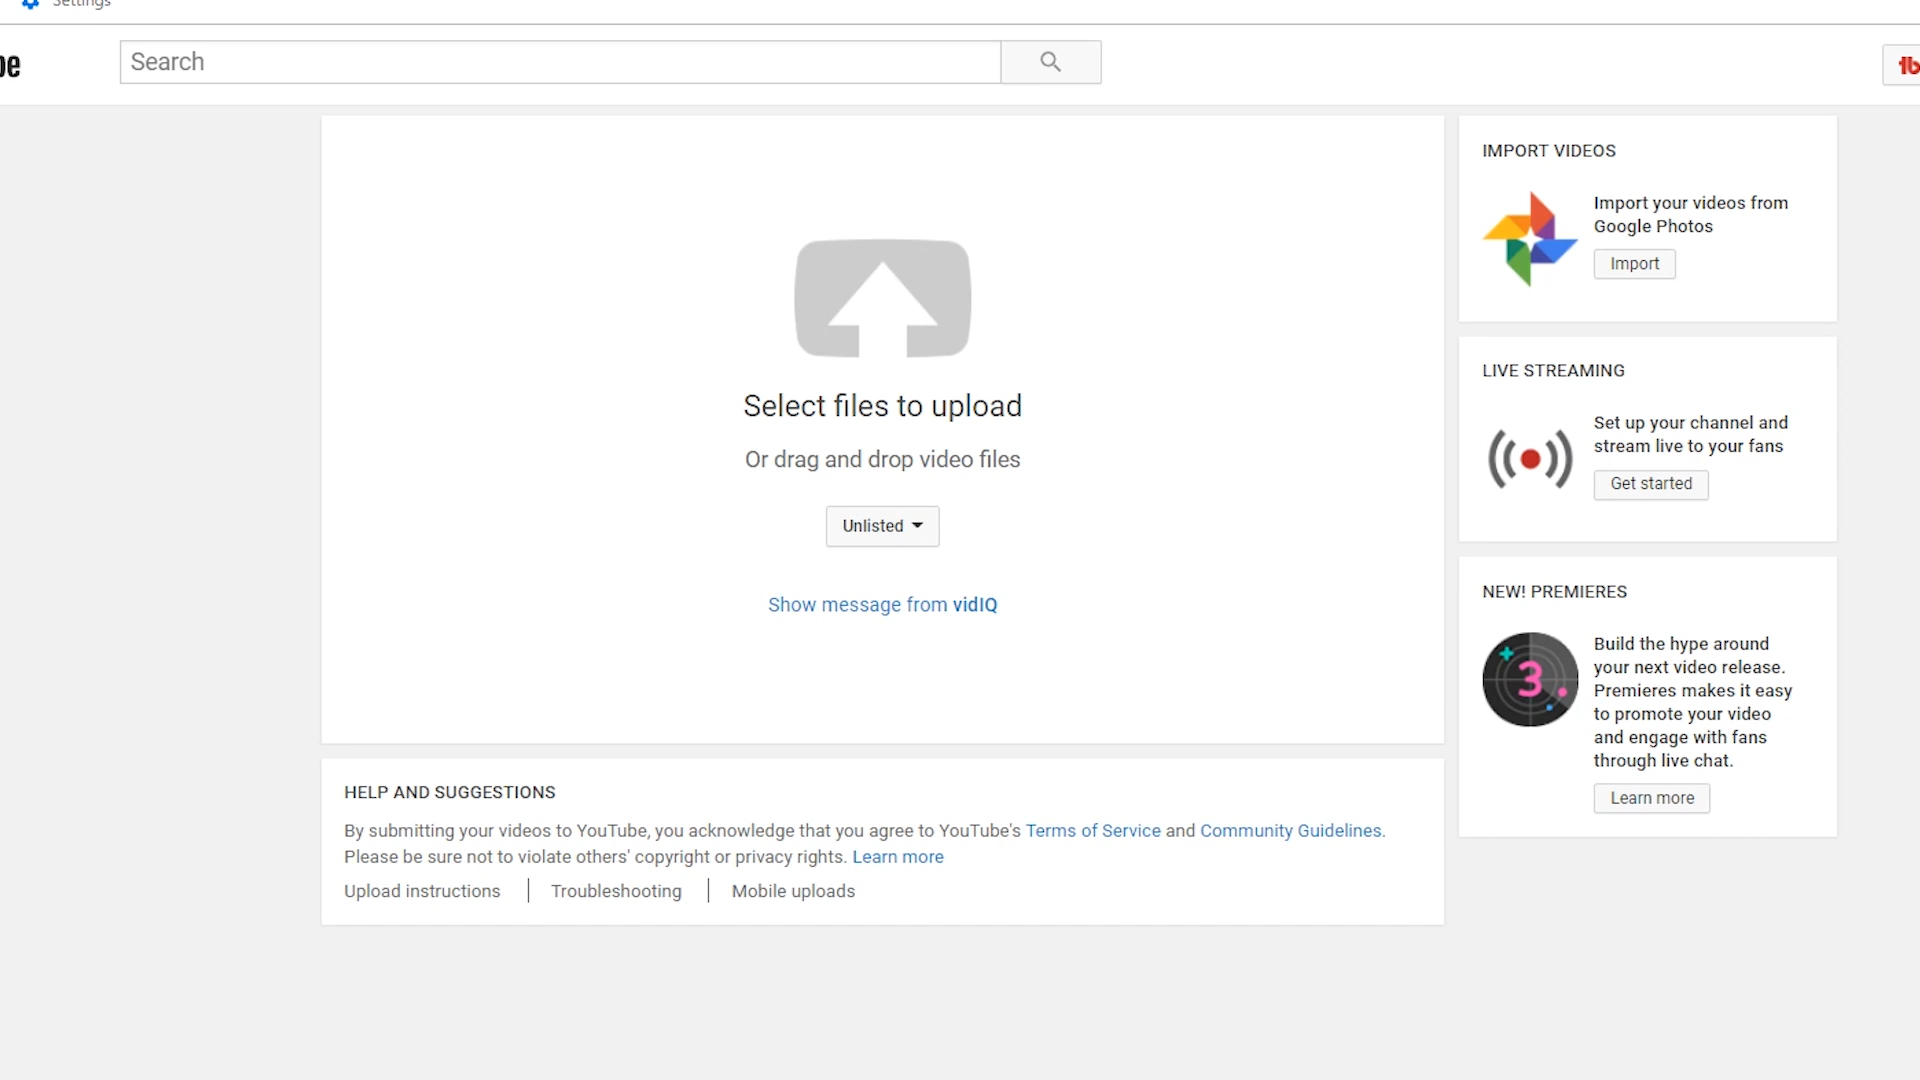 Settings
be
Search
IMPORT VIDEOS
Import your videos from
Google Photos
Import
Select files to upload
Or drag and drop video files
Unlisted
Show message from vidIQ
LIVE STREAMING
Set up your channel and
stream live to your fans
Get started
NEW! PREMIERES
3
Build the hype around
your next video release.
Premieres makes it easy
to promote your video
and engage with fans
through live chat.
Learn more
HELP AND SUGGESTIONS
By submitting your videos to YouTube, you acknowledge that you agree to YouTube's Terms of Service and Community Guidelines.
Please be sure not to violate others' copyright or privacy rights. Learn more
Upload instructions | Troubleshooting | Mobile uploads